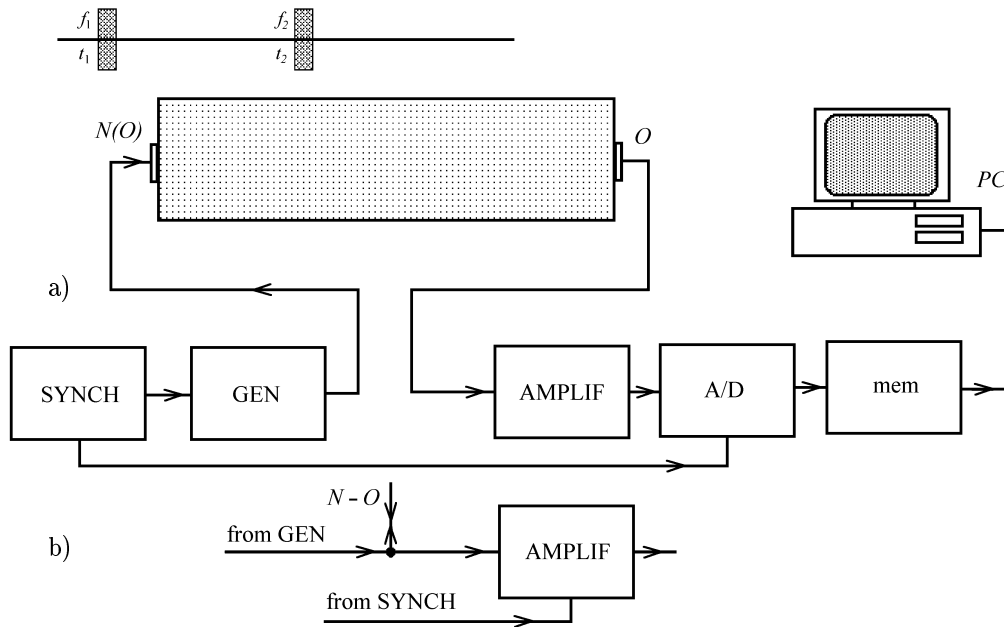 f₁ f₂
t₁ t₂
N(O) O
PC
a)
SYNCH GEN AMPLIF A/D mem
N - O
from GEN
b) AMPLIF
from SYNCH